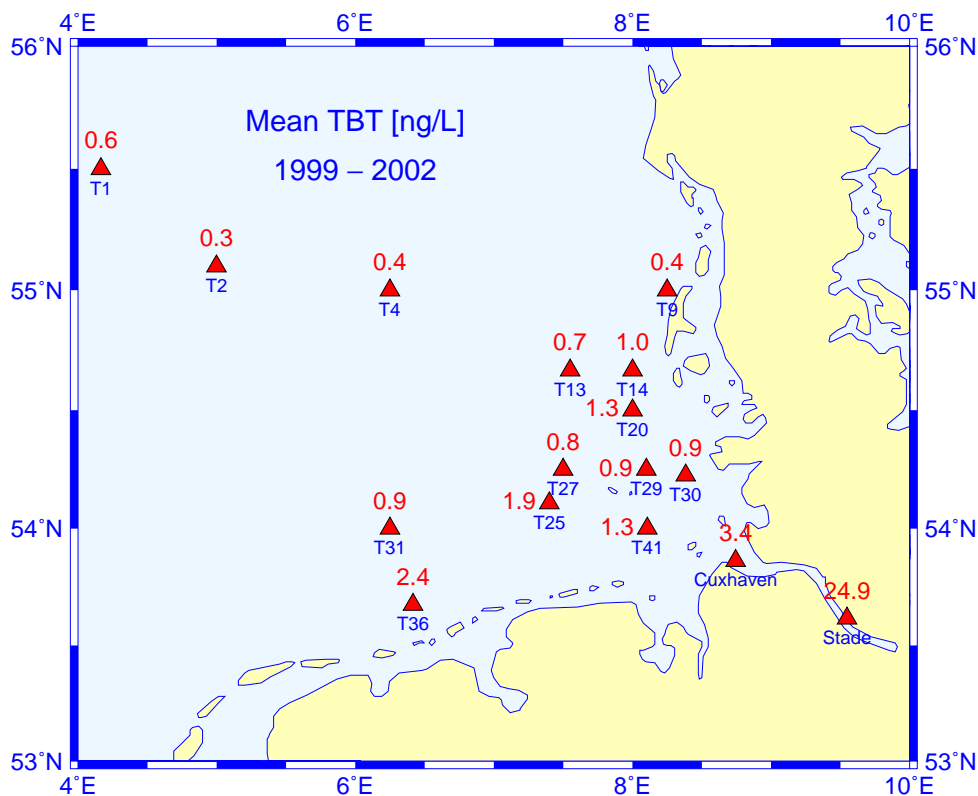 4°E 6°E 8°E 10°E
56°N 56°N
Mean TBT [ng/L]
1999 – 2002
0.6
T1
0.3
T2
0.4
T4
0.4
T9
55°N 55°N
0.7
T13
1.0
T14
1.3
T20
0.8
T27
0.9
T29
0.9
T30
1.9
T25
0.9
T31
1.3
T41
54°N 54°N
3.4
Cuxhaven
2.4
T36
24.9
Stade
53°N 53°N
4°E 6°E 8°E 10°E